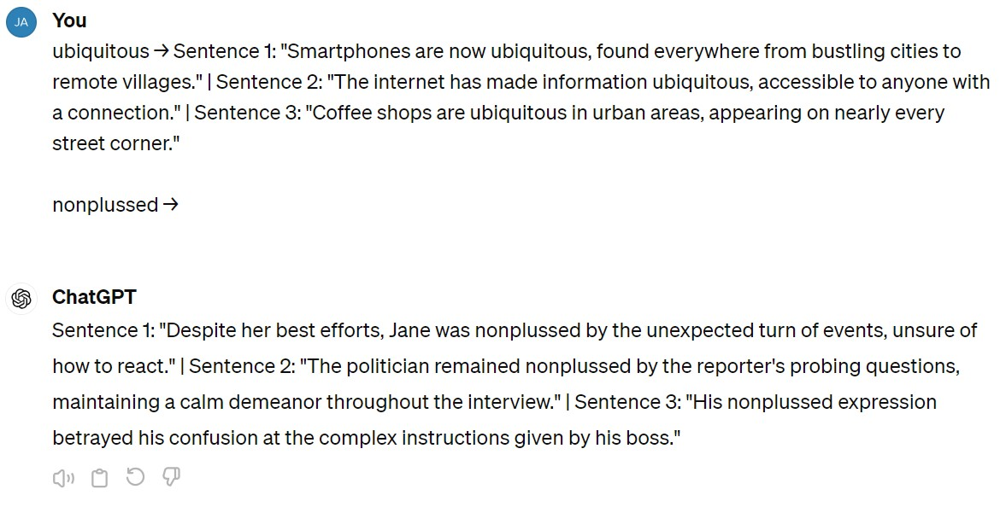 JA
You
ubiquitous → Sentence 1: "Smartphones are now ubiquitous, found everywhere from bustling cities to
remote villages." | Sentence 2: "The internet has made information ubiquitous, accessible to anyone with
a connection." | Sentence 3: "Coffee shops are ubiquitous in urban areas, appearing on nearly every
street corner."
nonplussed →
ChatGPT
Sentence 1: "Despite her best efforts, Jane was nonplussed by the unexpected turn of events, unsure of
how to react." | Sentence 2: "The politician remained nonplussed by the reporter's probing questions,
maintaining a calm demeanor throughout the interview." | Sentence 3: "His nonplussed expression
betrayed his confusion at the complex instructions given by his boss."